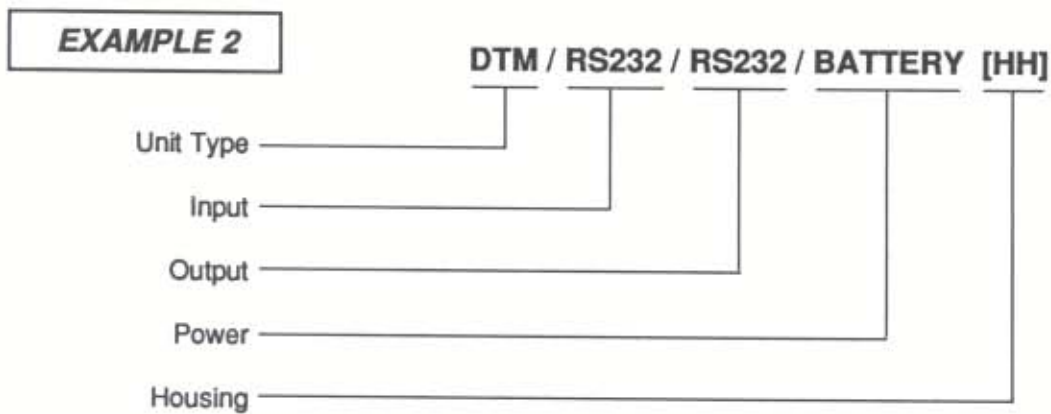 EXAMPLE 2
DTM / RS232 / RS232 / BATTERY [HH]
Unit Type
Input
Output
Power
Housing